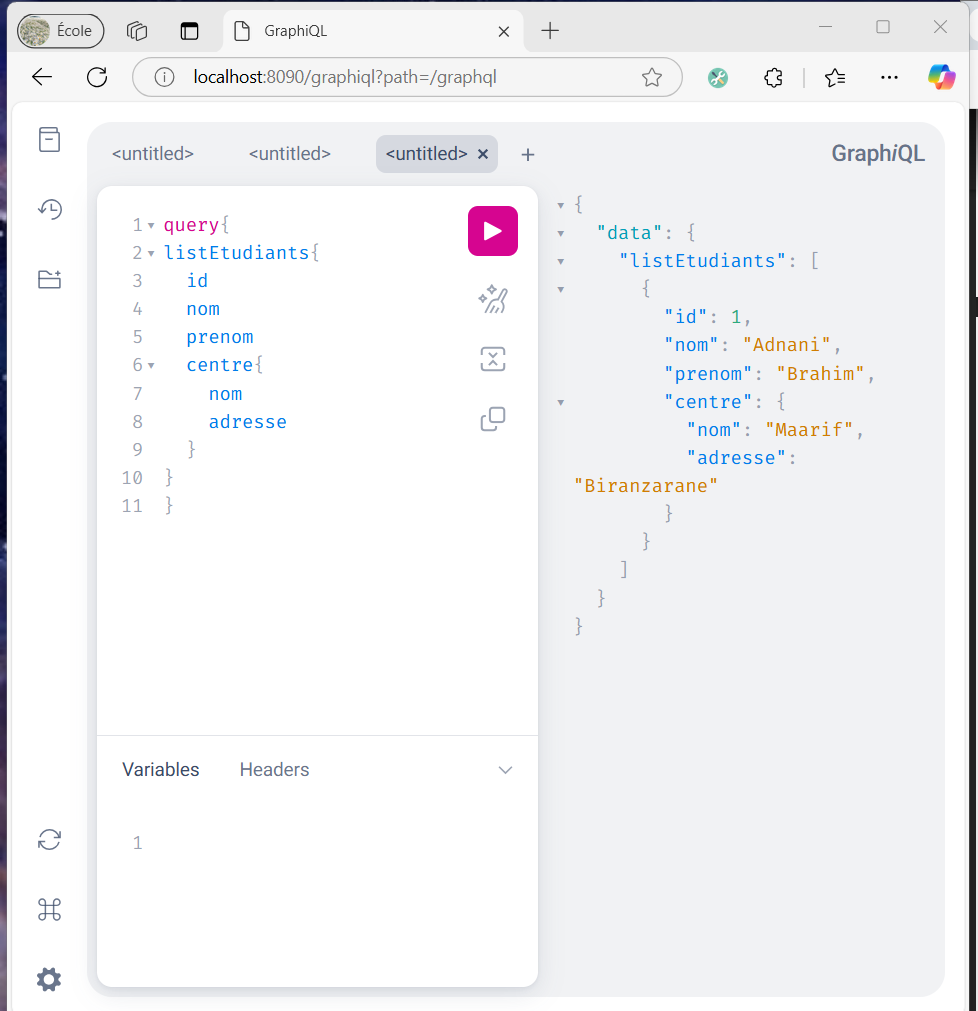 École
GraphiQL
localhost:8090/graphiql?path=/graphql
<untitled>
<untitled>
<untitled>
GraphiQL
1 query{
2 listEtudiants{
3 id
4 nom
5 prenom
6 centre{
7 nom
8 adresse
9 }
10 }
11 }
{
"data": {
"listEtudiants": [
{
"id": 1,
"nom": "Adnani",
"prenom": "Brahim",
"centre": {
"nom": "Maarif",
"adresse":
"Biranzarane"
}
}
]
}
}
Variables
Headers
1